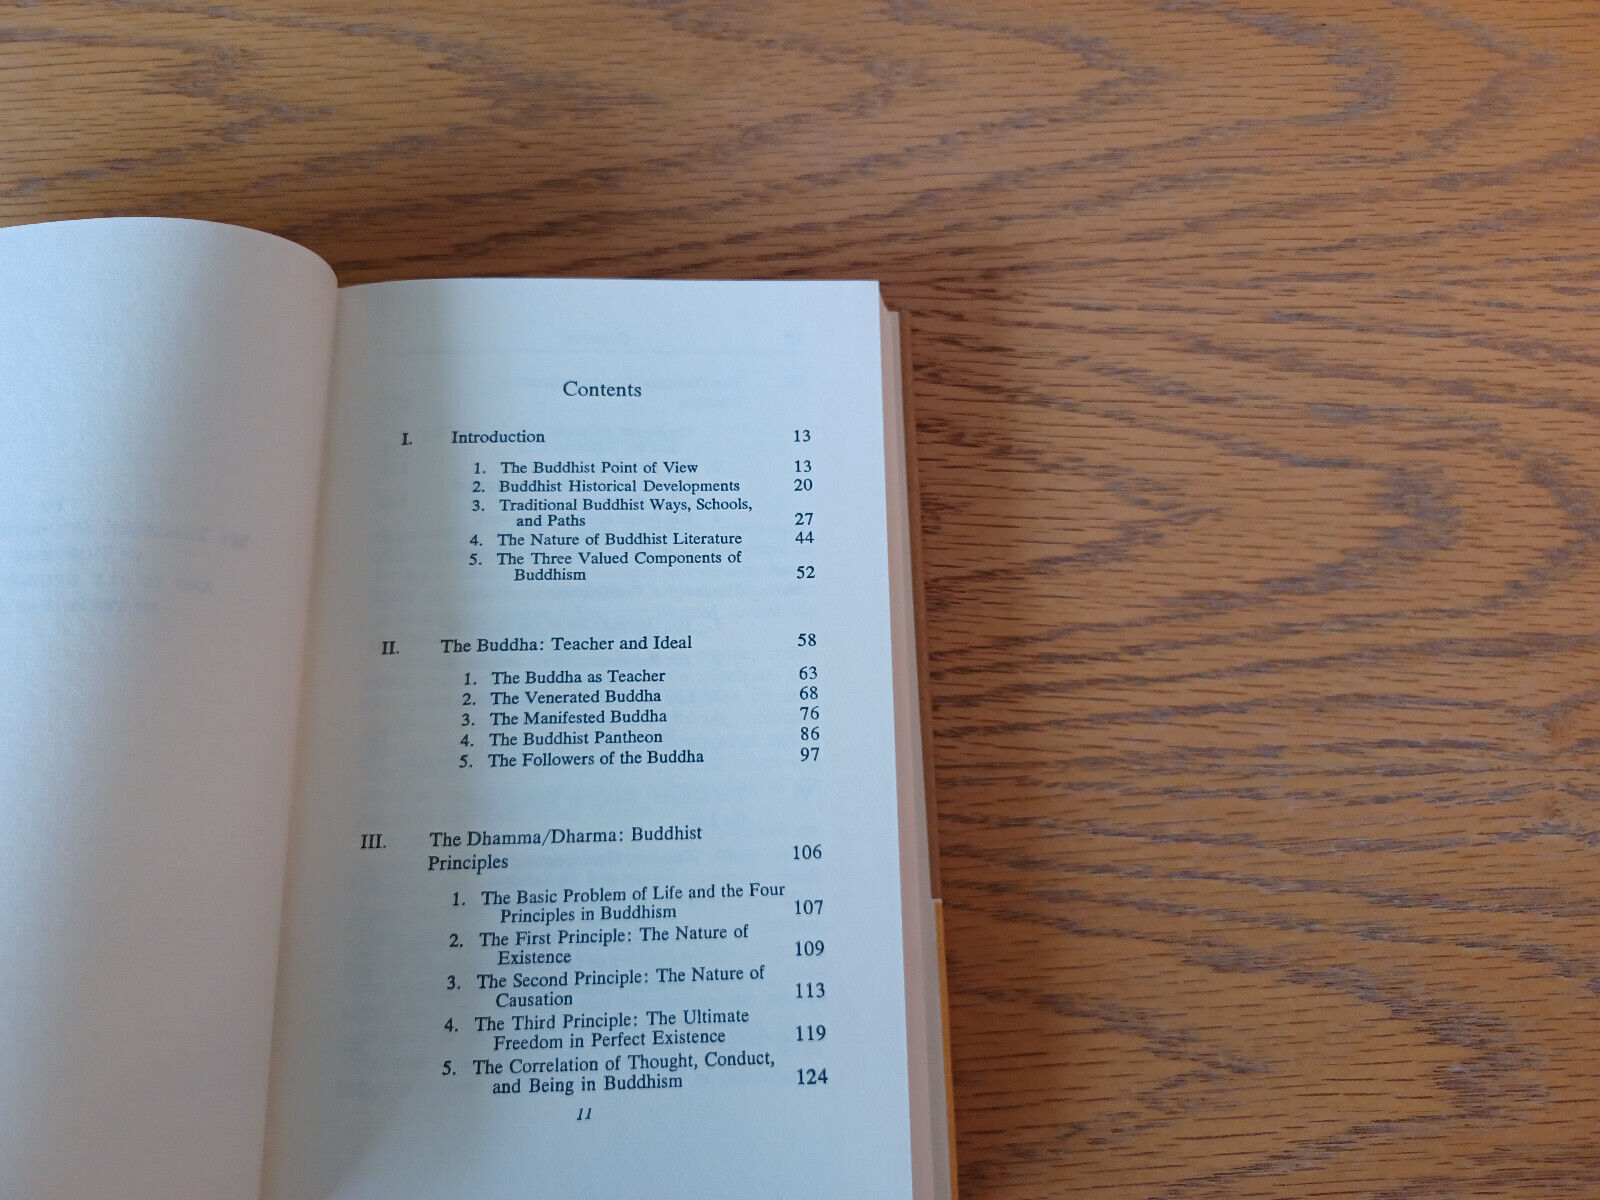 Contents
I. Introduction 13
1. The Buddhist Point of View 13
2. Buddhist Historical Developments 20
3. Traditional Buddhist Ways, Schools,
and Paths 27
4. The Nature of Buddhist Literature 44
5. The Three Valued Components of
Buddhism 52
II. The Buddha: Teacher and Ideal 58
1. The Buddha as Teacher 63
2. The Venerated Buddha 68
3. The Manifested Buddha 76
4. The Buddhist Pantheon 86
5. The Followers of the Buddha 97
III. The Dhamma/Dharma: Buddhist
Principles 106
1. The Basic Problem of Life and the Four
Principles in Buddhism 107
2. The First Principle: The Nature of
Existence 109
3. The Second Principle: The Nature of
Causation 113
4. The Third Principle: The Ultimate
Freedom in Perfect Existence 119
5. The Correlation of Thought, Conduct,
and Being in Buddhism 124
11